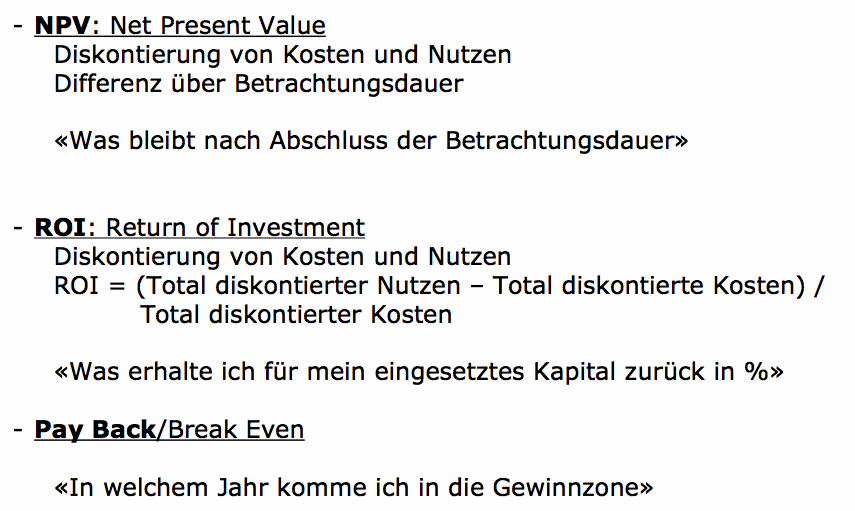 - NPV: Net Present Value
Diskontierung von Kosten und Nutzen
Differenz über Betrachtungsdauer
«Was bleibt nach Abschluss der Betrachtungsdauer»
- ROI: Return of Investment
Diskontierung von Kosten und Nutzen
ROI = (Total diskontierter Nutzen – Total diskontierte Kosten) /
Total diskontierter Kosten
«Was erhalte ich für mein eingesetztes Kapital zurück in %»
- Pay Back/Break Even
«In welchem Jahr komme ich in die Gewinnzone»